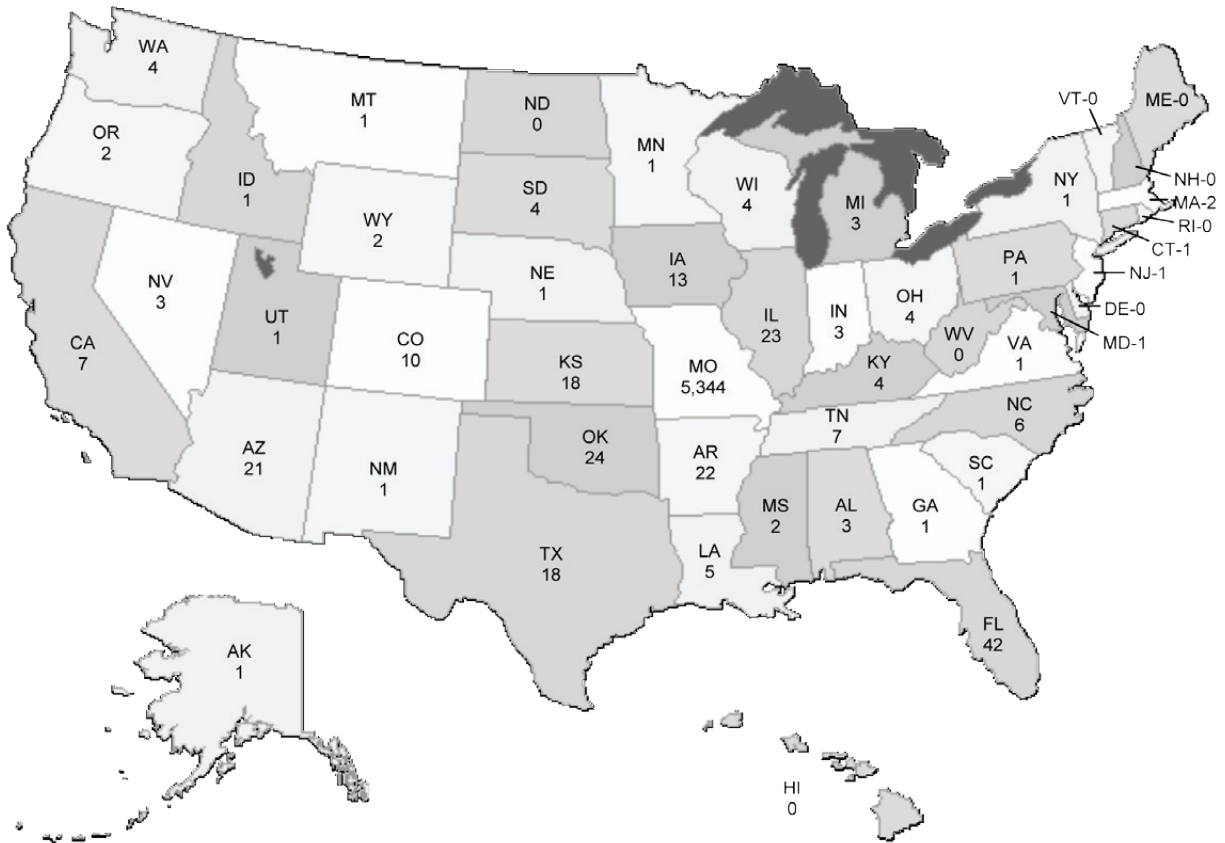 WA
4
MT
1
ND
0
MN
1
VT-0
ME-0
OR
2
ID
1
SD
4
WI
4
MI
3
NY
1
NH-0
MA-2
RI-0
CT-1
NJ-1
DE-0
MD-1
WY
2
NV
3
UT
1
CO
10
NE
1
IA
13
IL
23
IN
3
OH
4
PA
1
WV
0
VA
1
CA
7
KS
18
MO
5,344
KY
4
TN
7
NC
6
AZ
21
NM
1
OK
24
AR
22
SC
1
TX
18
LA
5
MS
2
AL
3
GA
1
FL
42
AK
1
HI
0